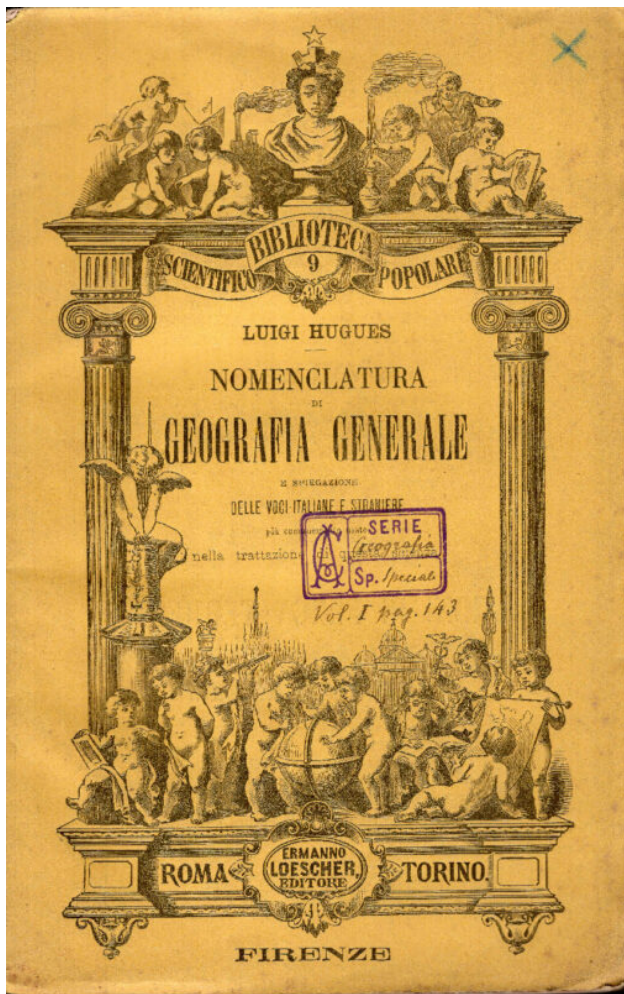 BIBLIOTECA
9
SCIENTIFICO POPOLARE
LUIGI HUGUES
NOMENCLATURA
DI
GEOGRAFIA GENERALE
E SPIEGAZIONE
DELLE VOCI ITALIANE E STRANIERE
più
nella trattazione di
SERIE
Geografia
Sp. Speciale
Vol. I pag. 143
ROMA
ERMANNO
LOESCHER,
EDITORE
TORINO.
FIRENZE